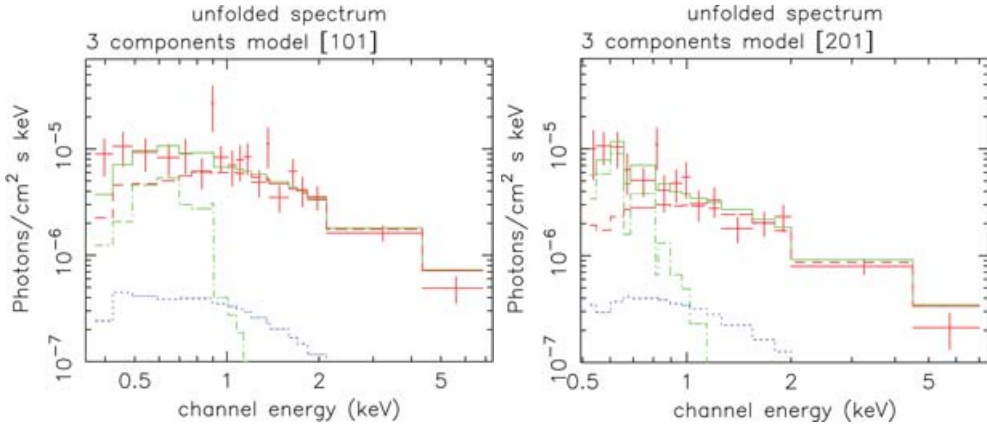 unfolded spectrum
3 components model [101]
Photons/cm² s keV
10⁻⁵
10⁻⁶
10⁻⁷
0.5 1 2 5
channel energy (keV)
unfolded spectrum
3 components model [201]
Photons/cm² s keV
10⁻⁵
10⁻⁶
10⁻⁷
0.5 1 2 5
channel energy (keV)